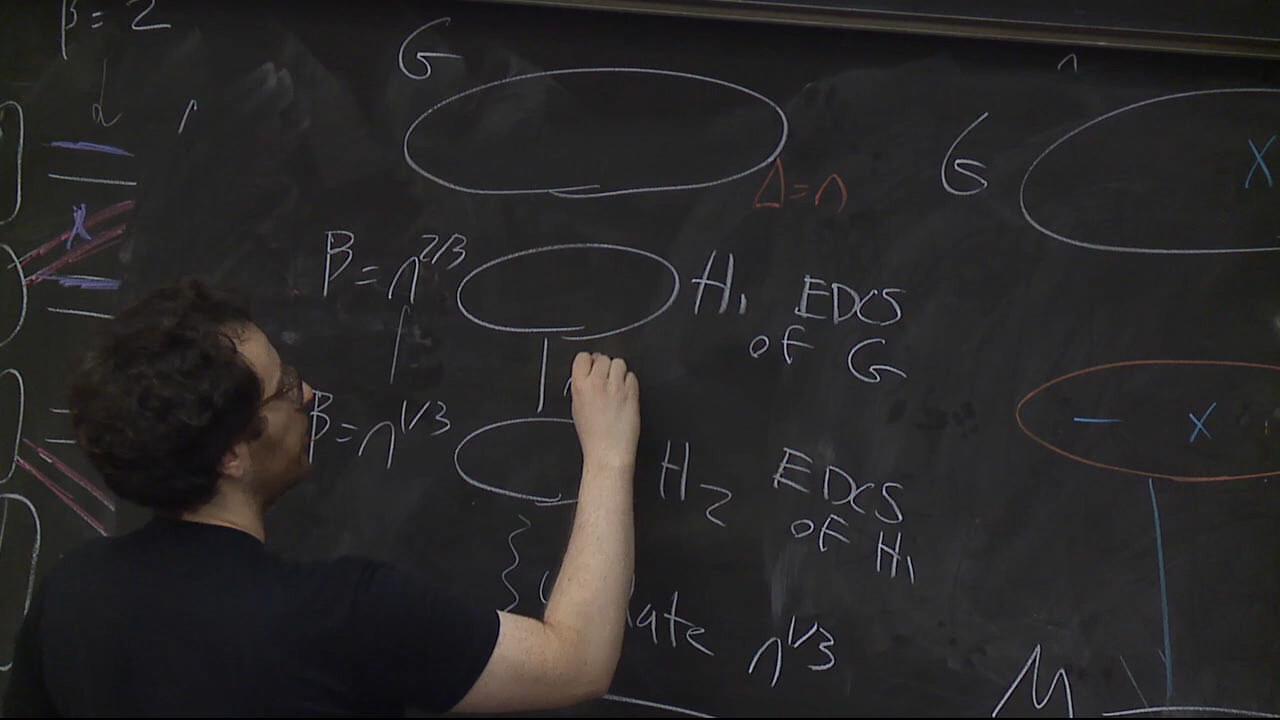 β = 2
G
Δ = n
G
X
β = n^2/3
H₁ EDCS
of G
X
β = n^1/3
H₂ EDCS
of H₁
X
n^1/3
M